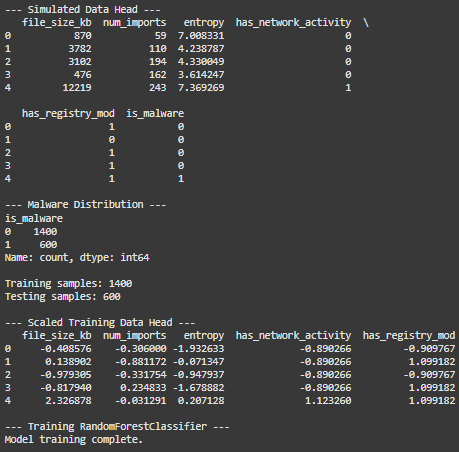 --- Simulated Data Head ---
   file_size_kb  num_imports   entropy  has_network_activity  \
0           870           59  7.008331                     0
1          3782          110  4.238787                     0
2          3102          194  4.330049                     0
3           476          162  3.614247                     0
4         12219          243  7.369269                     1
   has_registry_mod  is_malware
0                 1           0
1                 0           0
2                 1           0
3                 1           0
4                 1           1
--- Malware Distribution ---
is_malware
0    1400
1     600
Name: count, dtype: int64
Training samples: 1400
Testing samples: 600
--- Scaled Training Data Head ---
   file_size_kb  num_imports   entropy  has_network_activity  has_registry_mod
0     -0.408576    -0.306000 -1.932633             -0.890266         -0.909767
1      0.138902    -0.881172 -0.071347             -0.890266          1.099182
2     -0.979305    -0.331754 -0.947937             -0.890266         -0.909767
3     -0.817940     0.234833 -1.678882             -0.890266          1.099182
4      2.326878    -0.031291  0.207128              1.123260          1.099182
--- Training RandomForestClassifier ---
Model training complete.